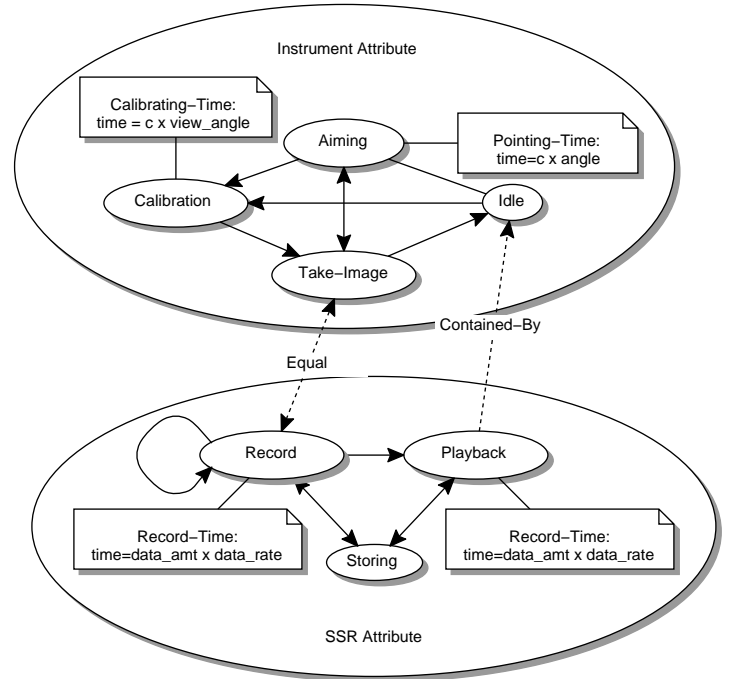 Instrument Attribute
Calibrating−Time:
time = c x view_angle
Aiming
Pointing−Time:
time=c x angle
Calibration
Idle
Take−Image
Contained−By
Equal
Record
Playback
Record−Time:
time=data_amt x data_rate
Record−Time:
time=data_amt x data_rate
Storing
SSR Attribute